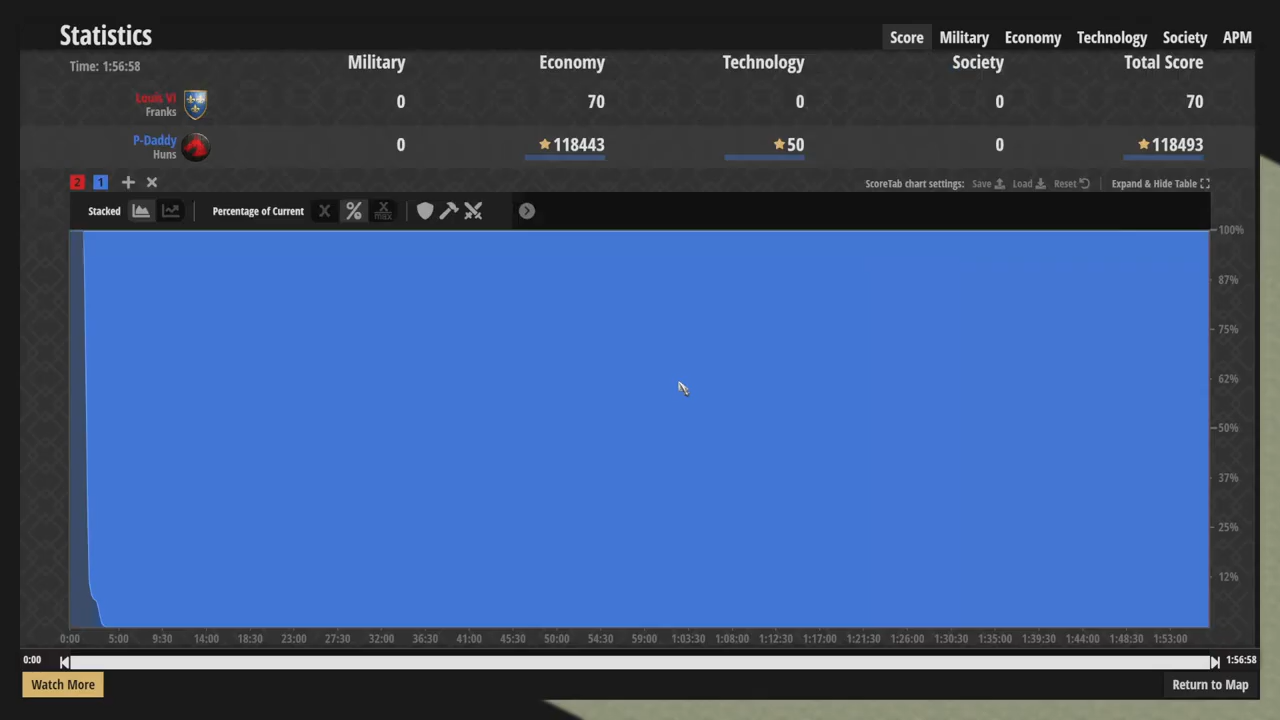 Statistics
Score Military Economy Technology Society APM
Time: 1:56:58
Military Economy Technology Society Total Score
Louis VI
Franks
0 70 0 0 70
P-Daddy
Huns
0 118443 50 0 118493
2 1
ScoreTab chart settings: Save Load Reset Expand & Hide Table
Stacked Percentage of Current X % X MAX
100%
87%
75%
62%
50%
37%
25%
12%
0:00 5:00 9:30 14:00 18:30 23:00 27:30 32:00 36:30 41:00 45:30 50:00 54:30 59:00 1:03:30 1:08:00 1:12:30 1:17:00 1:21:30 1:26:00 1:30:30 1:35:00 1:39:30 1:44:00 1:48:30 1:53:00
0:00 1:56:58
Watch More Return to Map